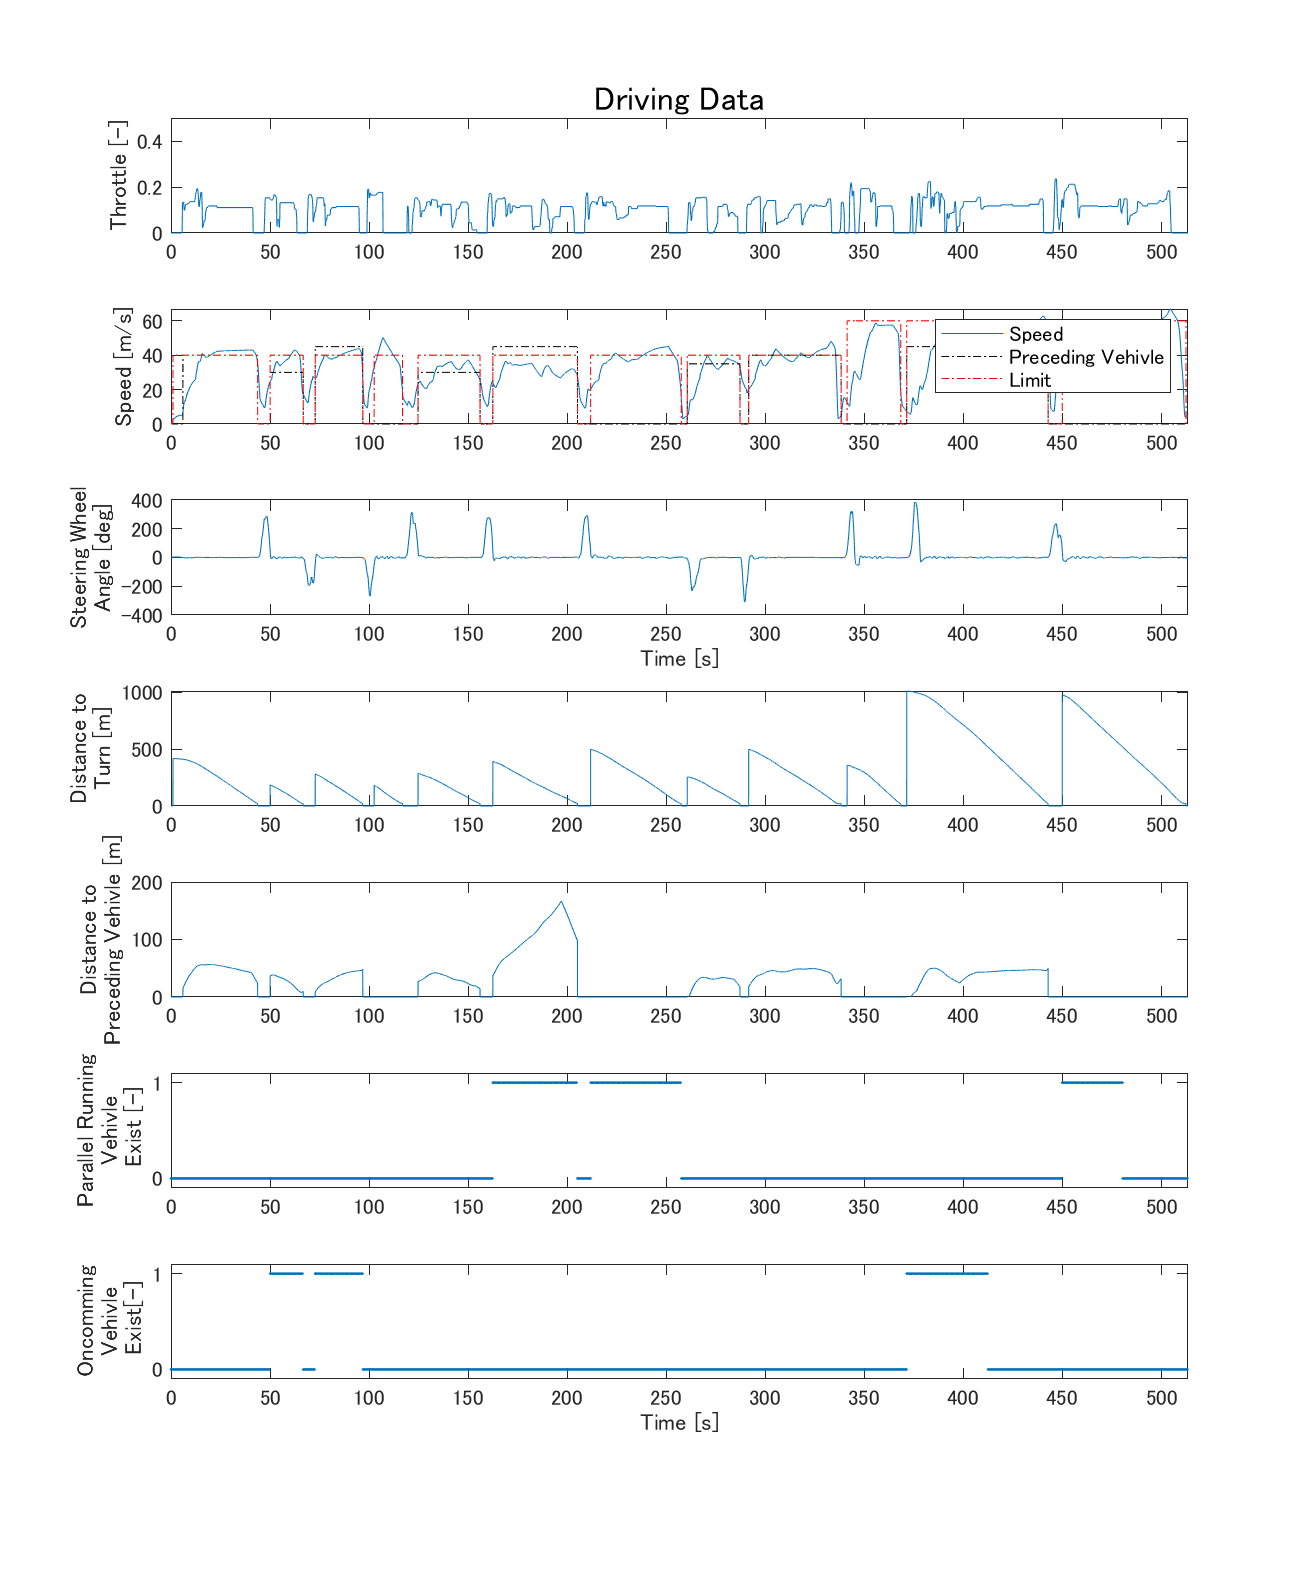 Driving Data
Throttle [-]
0.4
0.2
0
0 50 100 150 200 250 300 350 400 450 500
Speed [m/s]
60
40
20
0
Speed
Preceding Vehivle
Limit
0 50 100 150 200 250 300 350 400 450 500
Steering Wheel
Angle [deg]
400
200
0
-200
-400
0 50 100 150 200 250 300 350 400 450 500
Time [s]
Distance to
Turn [m]
1000
500
0
0 50 100 150 200 250 300 350 400 450 500
Distance to
Preceding Vehivle [m]
200
100
0
0 50 100 150 200 250 300 350 400 450 500
Parallel Running
Vehivle
Exist [-]
1
0
0 50 100 150 200 250 300 350 400 450 500
Oncomming
Vehivle
Exist[-]
1
0
0 50 100 150 200 250 300 350 400 450 500
Time [s]